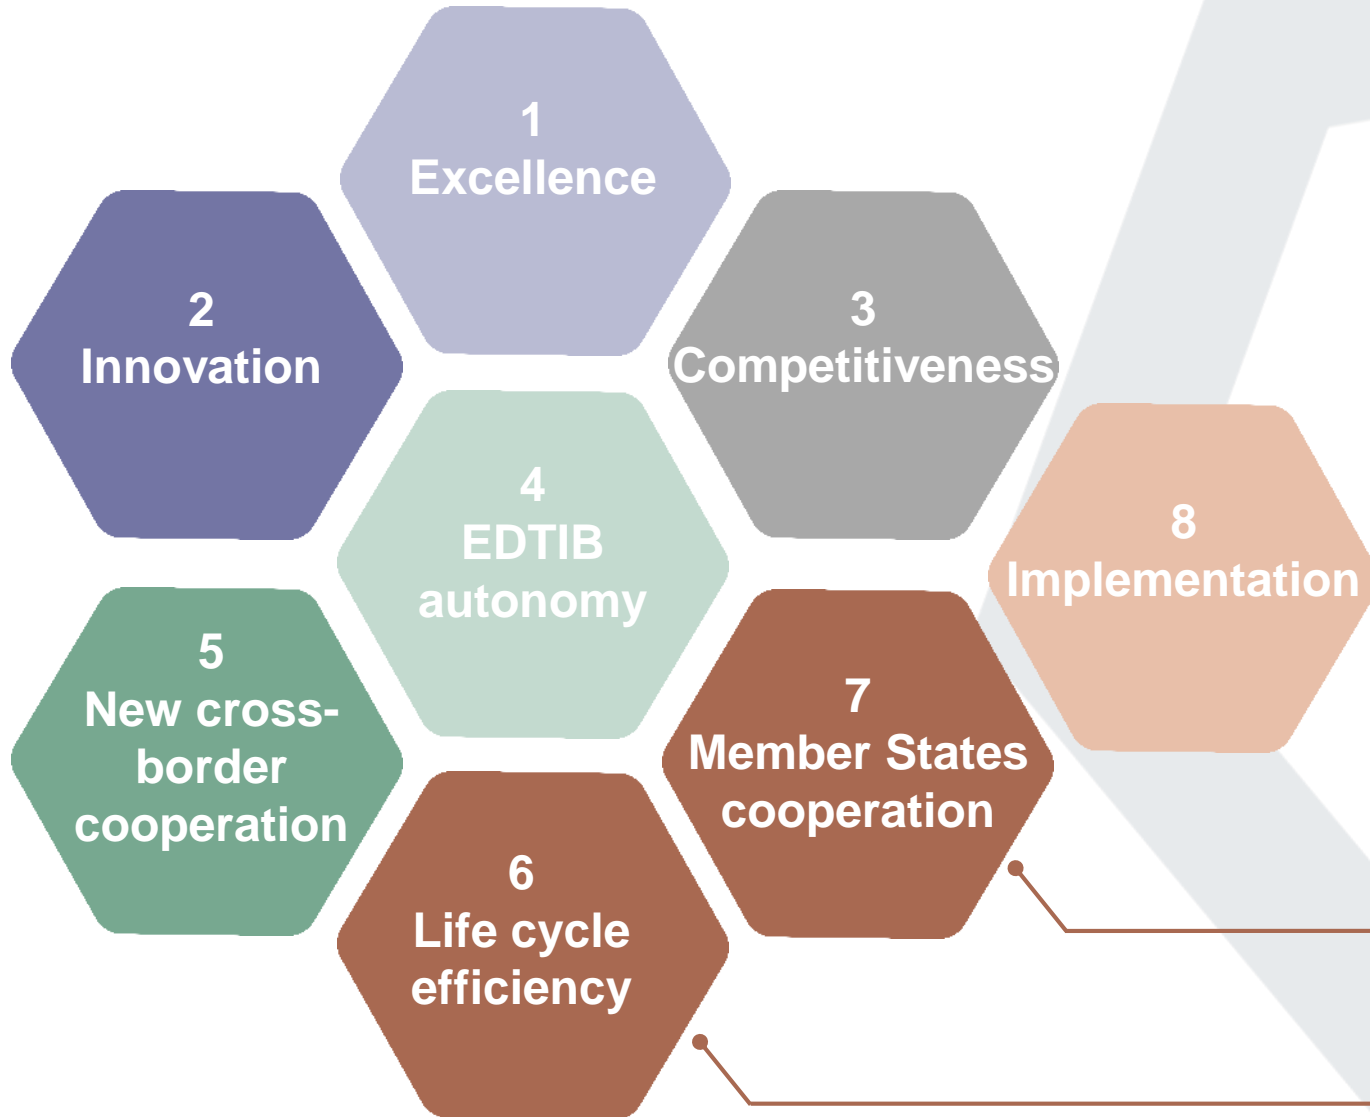 1
Excellence
2
Innovation
3
Competitiveness
4
EDTIB
autonomy
5
New cross-
border
cooperation
6
Life cycle
efficiency
7
Member States
cooperation
8
Implementation